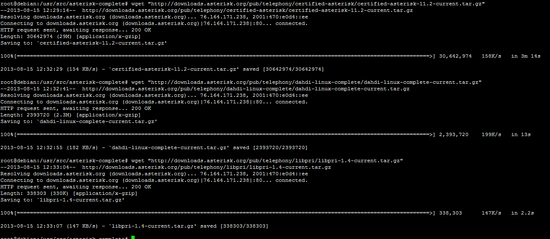 root@debian:/usr/src/asterisk-complete# wget "http://downloads.asterisk.org/pub/telephony/certified-asterisk/certified-asterisk-11.2-current.tar.gz"
--2013-08-15 12:29:14-- http://downloads.asterisk.org/pub/telephony/certified-asterisk/certified-asterisk-11.2-current.tar.gz
Resolving downloads.asterisk.org (downloads.asterisk.org)... 76.164.171.238, 2001:470:e0d4::ee
Connecting to downloads.asterisk.org (downloads.asterisk.org)|76.164.171.238|:80... connected.
HTTP request sent, awaiting response... 200 OK
Length: 30642974 (29M) [application/x-gzip]
Saving to: `certified-asterisk-11.2-current.tar.gz'
100%[======================================>] 30,642,974 156K/s in 3m 14s
2013-08-15 12:32:29 (154 KB/s) - `certified-asterisk-11.2-current.tar.gz' saved [30642974/30642974]
root@debian:/usr/src/asterisk-complete# wget "http://downloads.asterisk.org/pub/telephony/dahdi-linux-complete/dahdi-linux-complete-current.tar.gz"
--2013-08-15 12:32:41-- http://downloads.asterisk.org/pub/telephony/dahdi-linux-complete/dahdi-linux-complete-current.tar.gz
Resolving downloads.asterisk.org (downloads.asterisk.org)... 76.164.171.238, 2001:470:e0d4::ee
Connecting to downloads.asterisk.org (downloads.asterisk.org)|76.164.171.238|:80... connected.
HTTP request sent, awaiting response... 200 OK
Length: 2393720 (2.3M) [application/x-gzip]
Saving to: `dahdi-linux-complete-current.tar.gz'
100%[======================================>] 2,393,720 199K/s in 13s
2013-08-15 12:32:55 (182 KB/s) - `dahdi-linux-complete-current.tar.gz' saved [2393720/2393720]
root@debian:/usr/src/asterisk-complete# wget "http://downloads.asterisk.org/pub/telephony/libpri/libpri-1.4-current.tar.gz"
--2013-08-15 12:33:04-- http://downloads.asterisk.org/pub/telephony/libpri/libpri-1.4-current.tar.gz
Resolving downloads.asterisk.org (downloads.asterisk.org)... 76.164.171.238, 2001:470:e0d4::ee
Connecting to downloads.asterisk.org (downloads.asterisk.org)|76.164.171.238|:80... connected.
HTTP request sent, awaiting response... 200 OK
Length: 338303 (330K) [application/x-gzip]
Saving to: `libpri-1.4-current.tar.gz'
100%[======================================>] 338,303 147K/s in 2.2s
2013-08-15 12:33:07 (147 KB/s) - `libpri-1.4-current.tar.gz' saved [338303/338303]
root@debian:/usr/src/asterisk-complete#